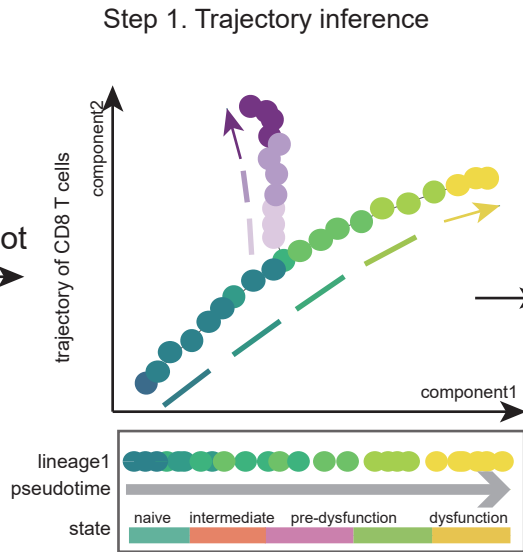 Step 1. Trajectory inference
component2
trajectory of CD8 T cells
ot
component1
lineage1
pseudotime
state
naive intermediate pre-dysfunction dysfunction